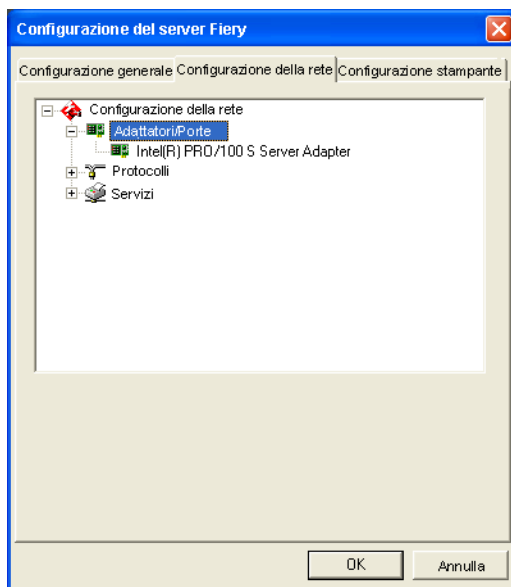 Configurazione del server Fiery
Configurazione generale Configurazione della rete Configurazione stampante
Configurazione della rete
Adattatori/Porte
Intel(R) PRO/100 S Server Adapter
Protocolli
Servizi
OK Annulla